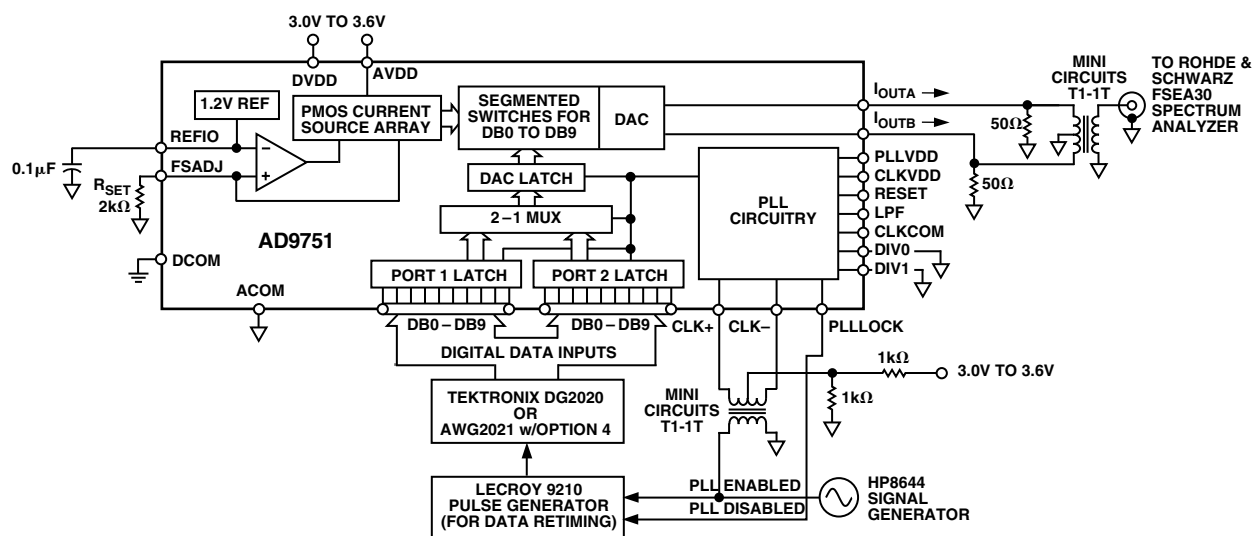 3.0V TO 3.6V
DVDD
AVDD
1.2V REF
PMOS CURRENT
SOURCE ARRAY
SEGMENTED
SWITCHES FOR
DB0 TO DB9
DAC
I_OUTA
I_OUTB
MINI
CIRCUITS
T1-1T
TO ROHDE &
SCHWARZ
FSEA30
SPECTRUM
ANALYZER
50Ω
50Ω
REFIO
FSADJ
0.1μF
R_SET
2kΩ
–
+
DAC LATCH
2–1 MUX
PORT 1 LATCH
PORT 2 LATCH
AD9751
DCOM
ACOM
PLL
CIRCUITRY
PLLVDD
CLKVDD
RESET
LPF
CLKCOM
DIV0
DIV1
DB0–DB9
DB0–DB9
CLK+
CLK–
PLLLOCK
DIGITAL DATA INPUTS
1kΩ
3.0V TO 3.6V
1kΩ
MINI
CIRCUITS
T1-1T
TEKTRONIX DG2020
OR
AWG2021 w/OPTION 4
LECROY 9210
PULSE GENERATOR
(FOR DATA RETIMING)
PLL ENABLED
PLL DISABLED
HP8644
SIGNAL
GENERATOR